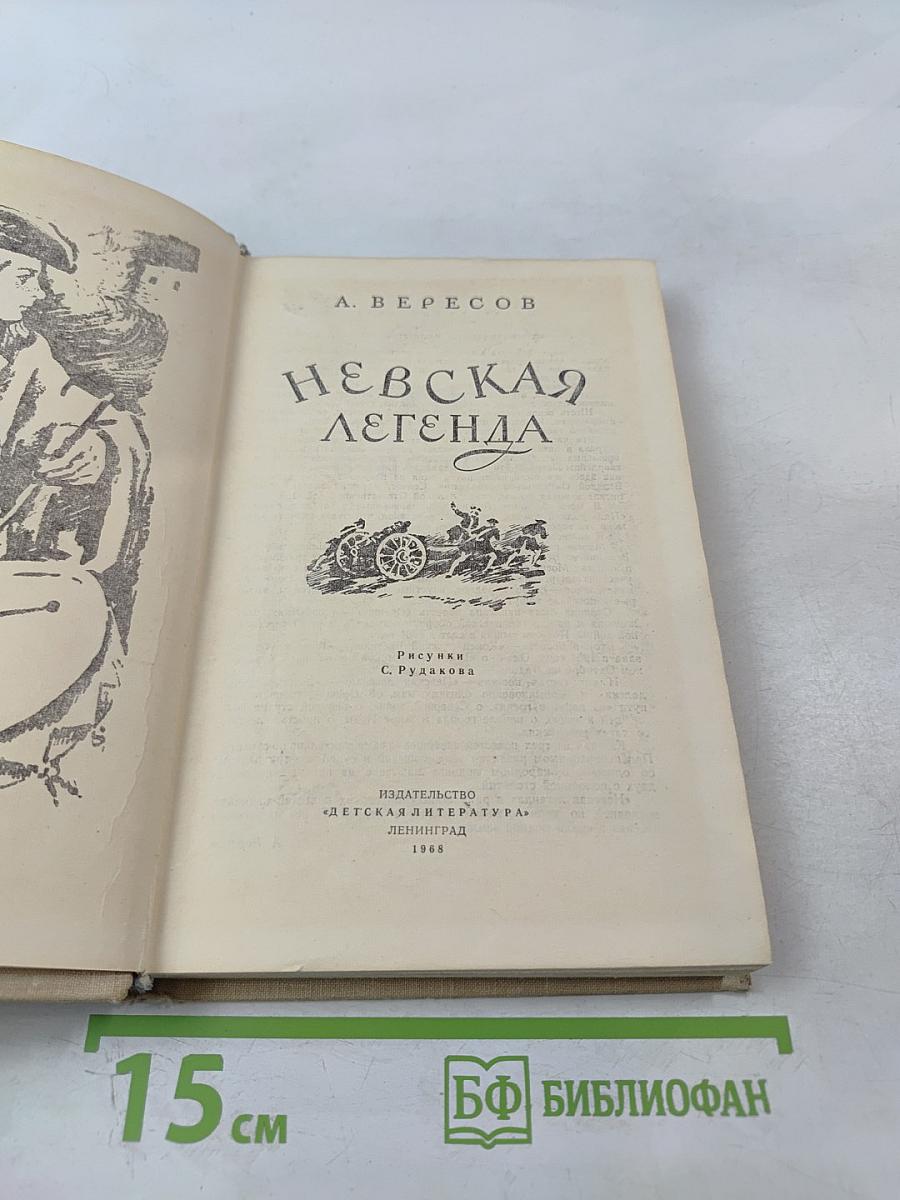 А. ВЕРЕСОВ
НЕВСКАЯ
ЛЕГЕНДА
Рисунки
С. Рудакова
ИЗДАТЕЛЬСТВО
«ДЕТСКАЯ ЛИТЕРАТУРА»
ЛЕНИНГРАД
1968
15 см
БФ БИБЛИОФАН